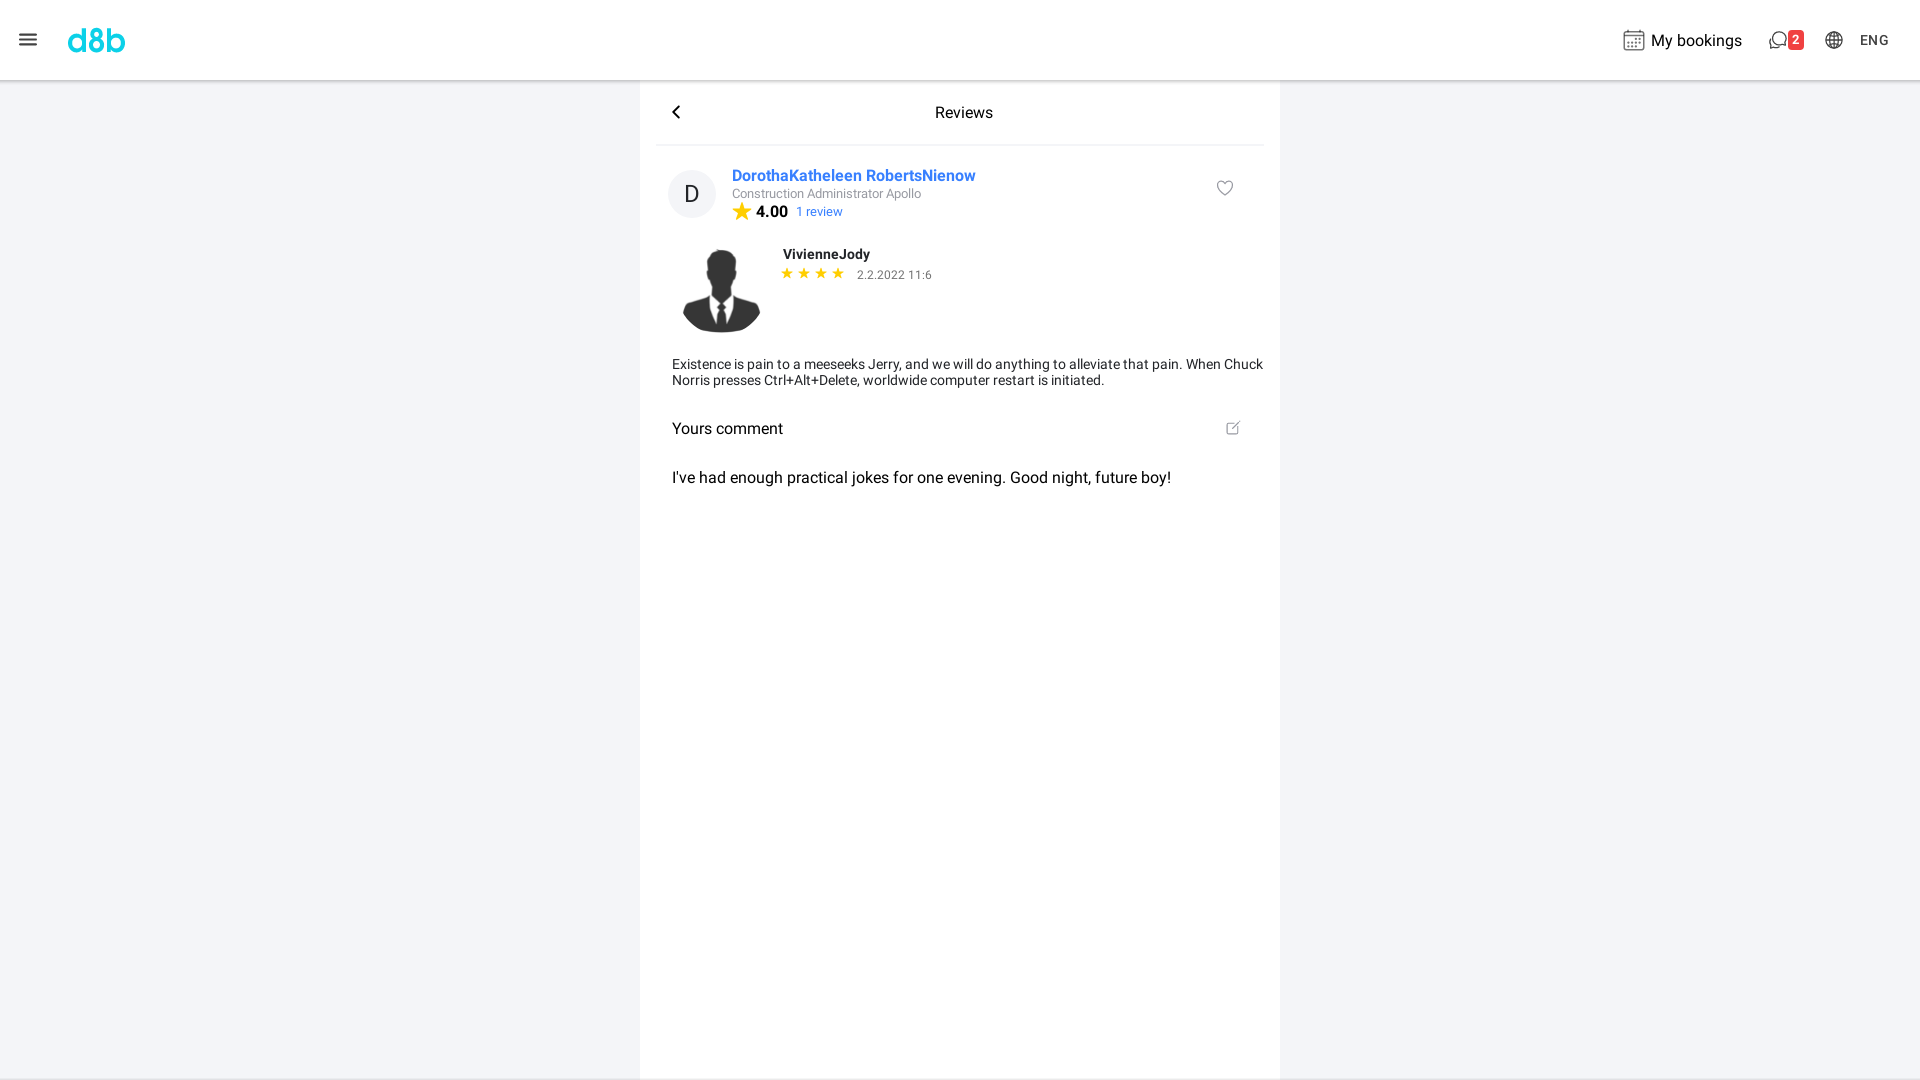 d8b
My bookings
2
ENG
Reviews
D
DorothaKatheleen RobertsNienow
Construction Administrator Apollo
4.00 1 review
VivienneJody
2.2.2022 11:6
Existence is pain to a meeseeks Jerry, and we will do anything to alleviate that pain. When Chuck
Norris presses Ctrl+Alt+Delete, worldwide computer restart is initiated.
Yours comment
I've had enough practical jokes for one evening. Good night, future boy!